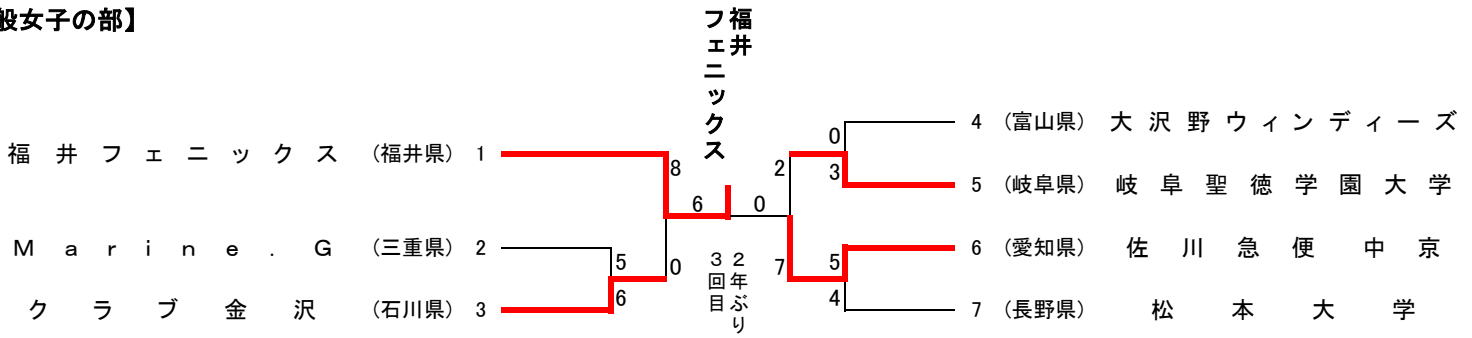 般女子の部】
福井
フェニックス
福井フェニックス (福井県) 1
8
6
Marine.G (三重県) 2
5
0
6
クラブ金沢 (石川県) 3
2年ぶり
3回目
0
4 (富山県) 大沢野ウィンディーズ
2
3
5 (岐阜県) 岐阜聖徳学園大学
0
6 (愛知県) 佐川急便中京
7
5
4
7 (長野県) 松本大学